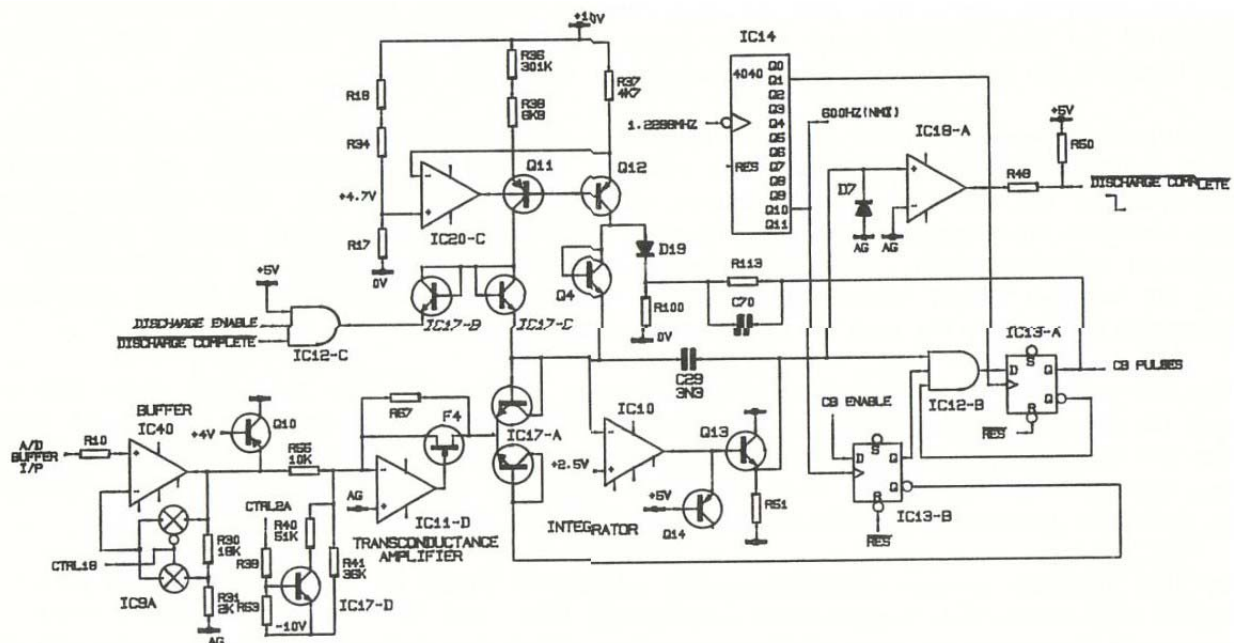 +10V
IC14
R36
301K
R37
4K7
R18
R38
6K8
4040
Q0
Q1
Q2
Q3
Q4
Q5
Q6
Q7
Q8
Q9
Q10
Q11
RES
1.2288MHZ
600HZ(NMI)
+5V
IC18-A
R50
R34
Q11
Q12
R48
DISCHARGE COMPLETE
+4.7V
-
+
IC20-C
D7
+
-
AG
AG
R17
0V
D19
R113
+5V
Q4
R100
C70
0V
IC17-B
IC17-C
DISCHARGE ENABLE
DISCHARGE COMPLETE
IC12-C
IC13-A
S
D
Q
Q
R
CB PULSES
C29
3N3
IC12-B
RES
BUFFER
IC40
R67
F4
IC17-A
IC10
Q13
CB ENABLE
A/D
BUFFER
I/P
R10
+
-
+4V
Q10
R56
10K
-
+
AG
IC11-D
-
+
+2.5V
S
D
Q
Q
R
R51
+5V
Q14
IC13-B
RES
CTRL2A
R40
51K
TRANSCONDUCTANCE
AMPLIFIER
INTEGRATOR
R30
18K
R39
R41
36K
CTRL1B
R31
2K
R53
IC17-D
-10V
IC9A
AG